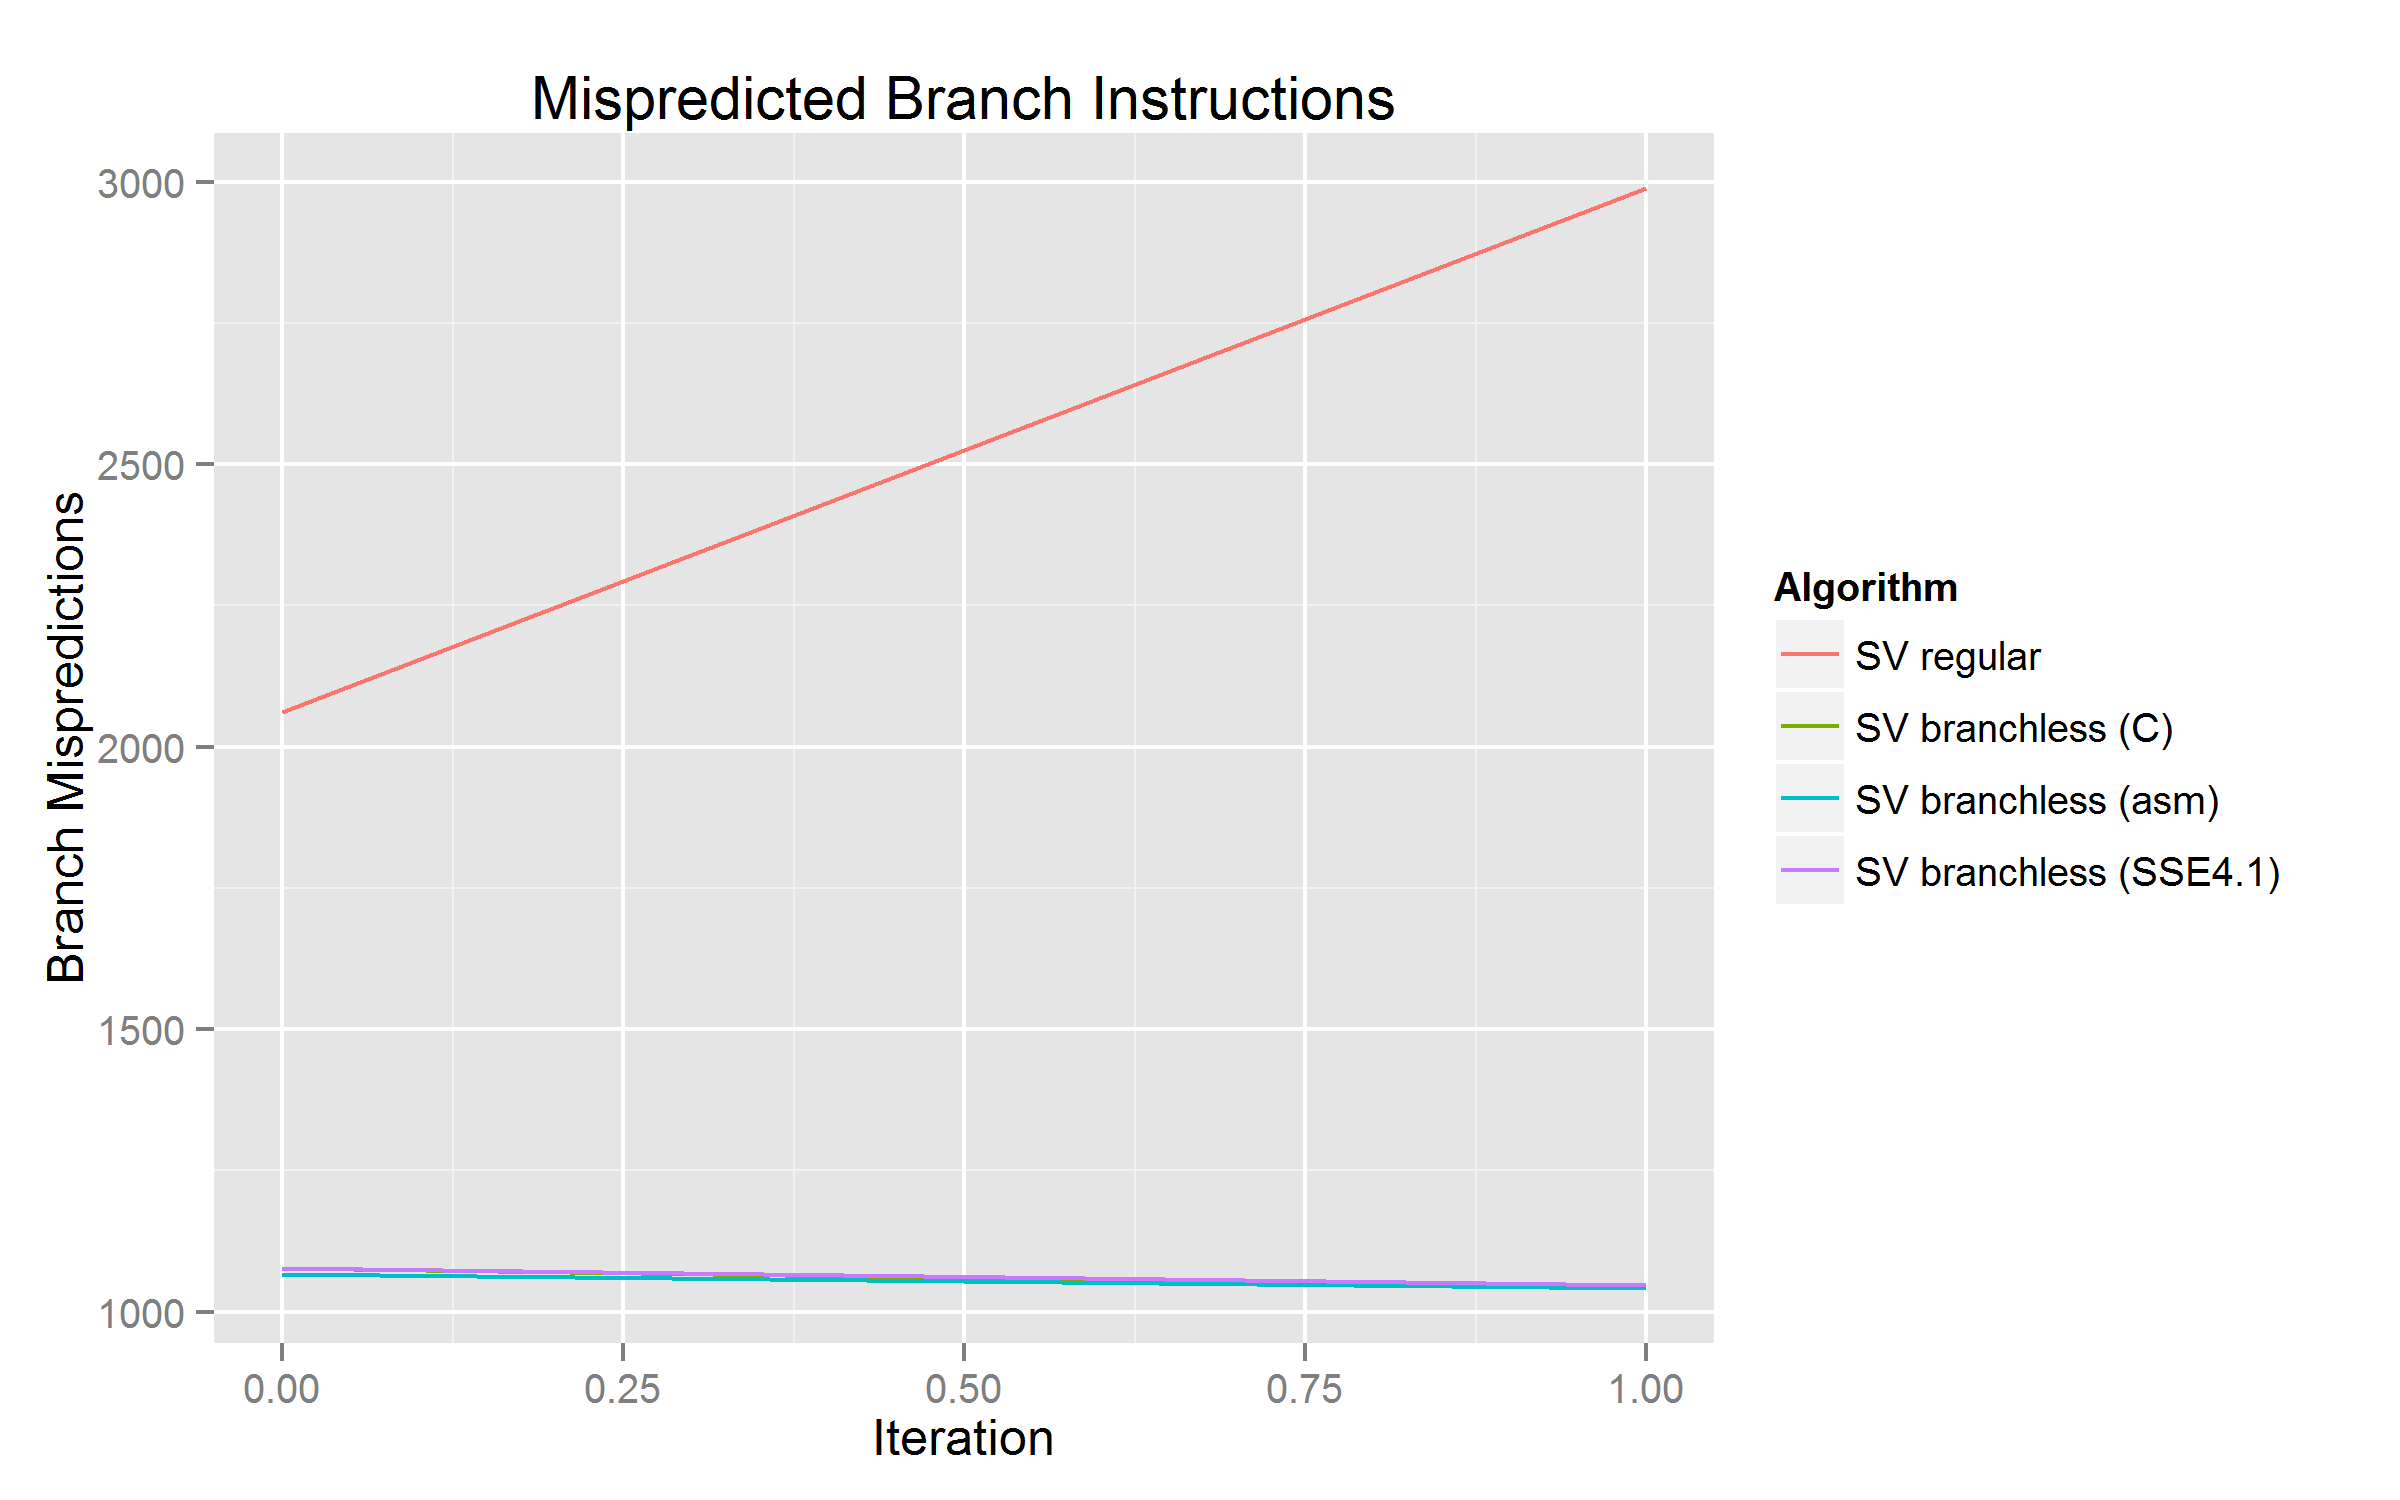 Mispredicted Branch Instructions
Branch Mispredictions
3000
2500
2000
1500
1000
0.00 0.25 0.50 0.75 1.00
Iteration
Algorithm
SV regular
SV branchless (C)
SV branchless (asm)
SV branchless (SSE4.1)